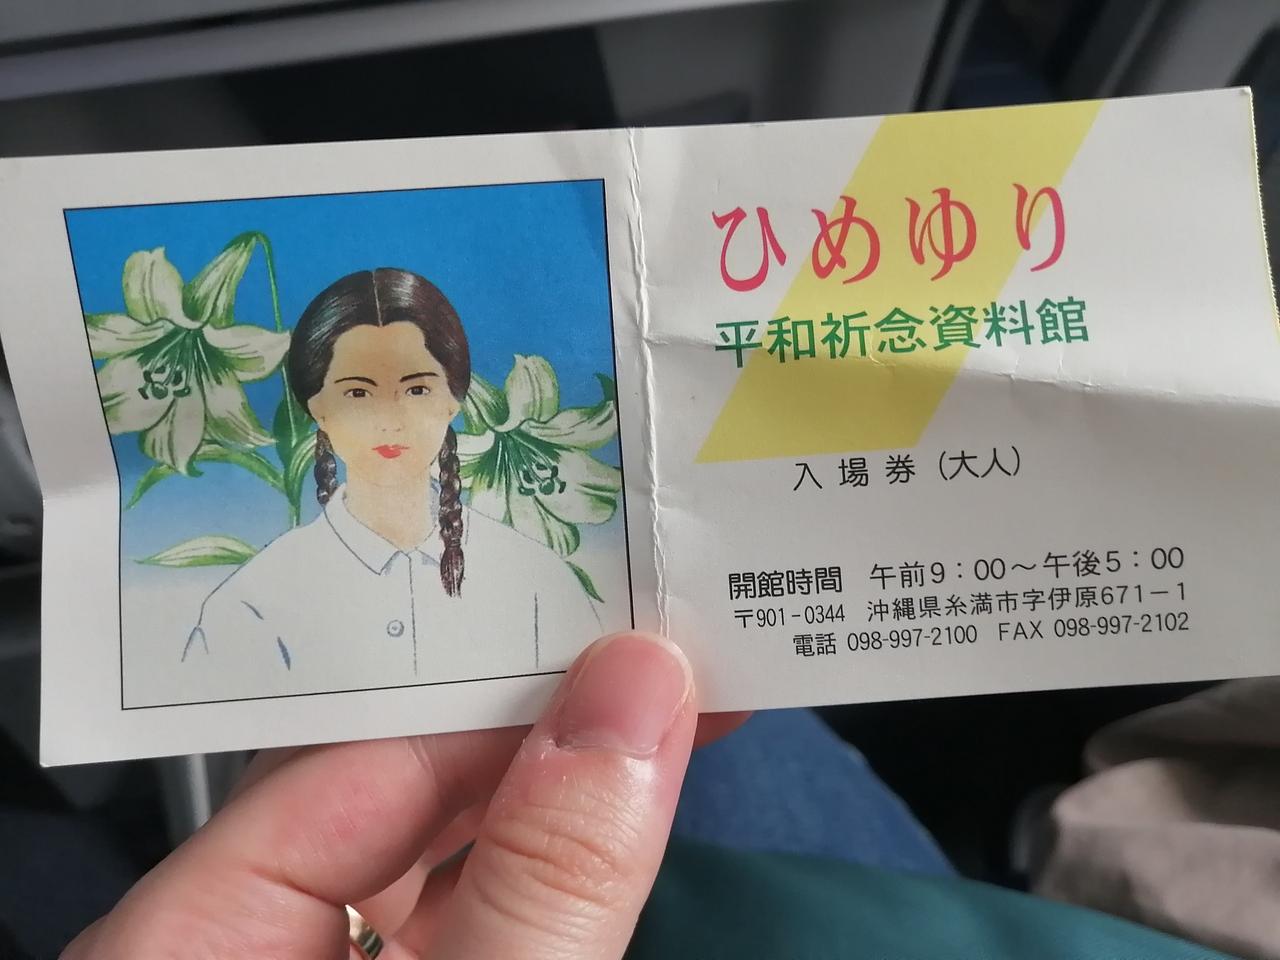 ひめゆり
平和祈念資料館
入場券（大人）
開館時間　午前9：00～午後5：00
〒901-0344　沖縄県糸満市字伊原671－1
電話 098-997-2100　FAX 098-997-2102